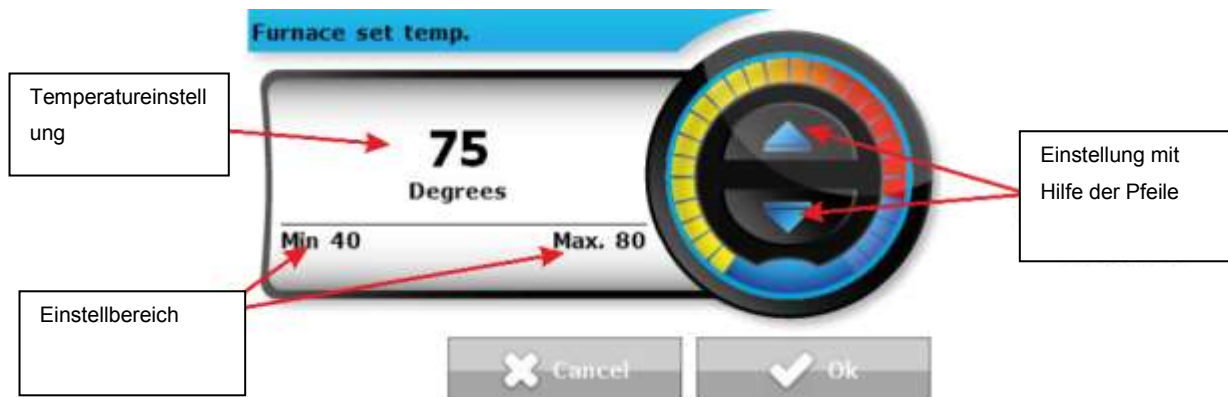 Furnace set temp.
Temperatureinstell
ung
75
Degrees
Min 40
Max. 80
Einstellung mit
Hilfe der Pfeile
Einstellbereich
Cancel
Ok